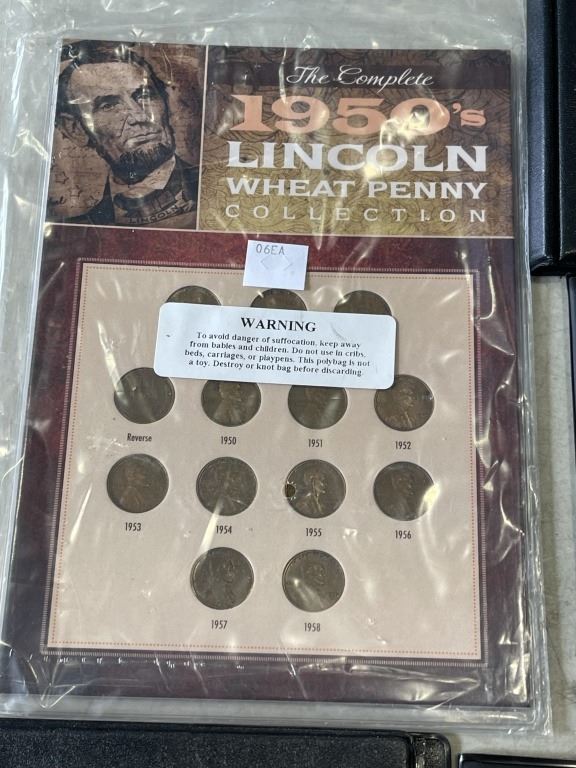 The Complete
1950's
LINCOLN
WHEAT PENNY
COLLECTION
LINCOLN
06EA
WARNING
To avoid danger of suffocation, keep away
from babies and children. Do not use in cribs,
beds, carriages, or playpens. This polybag is not
a toy. Destroy or knot bag before discarding.
Reverse 1950 1951 1952
1953 1954 1955 1956
1957 1958